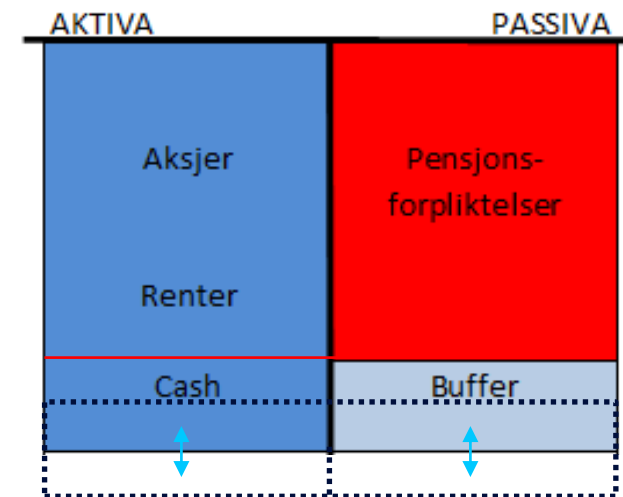 AKTIVA PASSIVA
Aksjer
Pensjons-
forpliktelser
Renter
Cash
Buffer